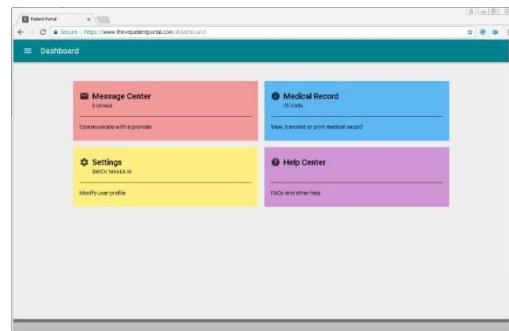 Patient Portal
Secure | https://www.thrivepatientportal.com/#dashboard
Dashboard
Message Center
0 Unread
Communicate with a provider
Medical Record
25 Visits
View, transmit or print medical record
Settings
Modify user profile
Help Center
FAQs and other help